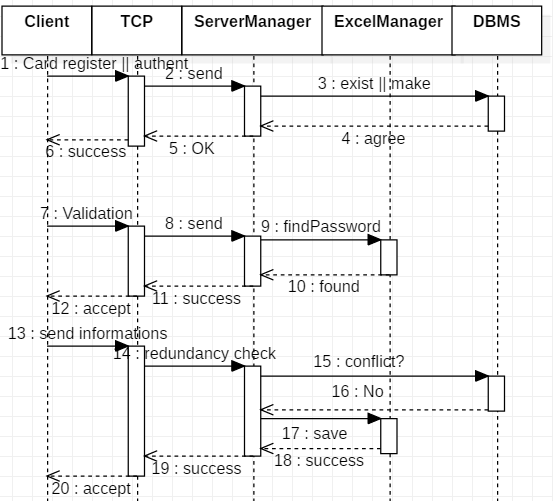 Client TCP ServerManager ExcelManager DBMS
1 : Card register || authent
2 : send
3 : exist || make
4 : agree
5 : OK
6 : success
7 : Validation
8 : send
9 : findPassword
10 : found
11 : success
12 : accept
13 : send informations
14 : redundancy check
15 : conflict?
16 : No
17 : save
18 : success
19 : success
20 : accept